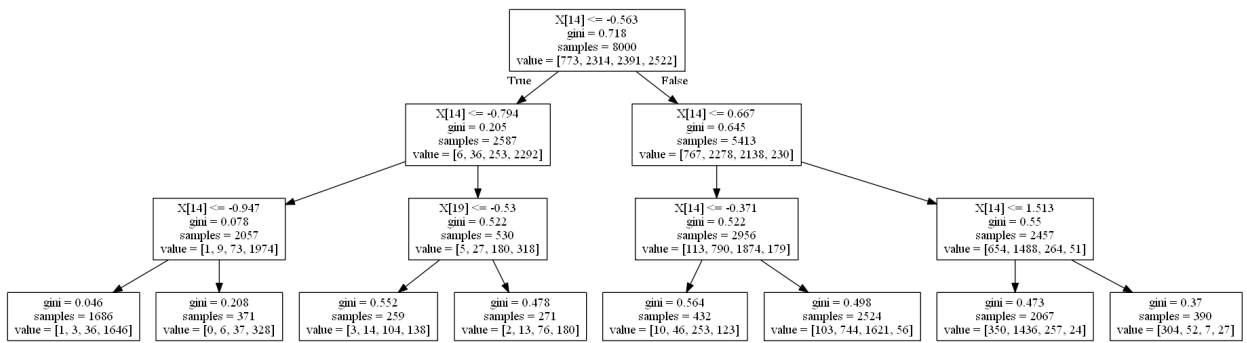 X[14] <= -0.563
gini = 0.718
samples = 8000
value = [773, 2314, 2391, 2522]
True
False
X[14] <= -0.794
gini = 0.205
samples = 2587
value = [6, 36, 253, 2292]
X[14] <= 0.667
gini = 0.645
samples = 5413
value = [767, 2278, 2138, 230]
X[14] <= -0.947
gini = 0.078
samples = 2057
value = [1, 9, 73, 1974]
X[19] <= -0.53
gini = 0.522
samples = 530
value = [5, 27, 180, 318]
X[14] <= -0.371
gini = 0.522
samples = 2956
value = [113, 790, 1874, 179]
X[14] <= 1.513
gini = 0.55
samples = 2457
value = [654, 1488, 264, 51]
gini = 0.046
samples = 1686
value = [1, 3, 36, 1646]
gini = 0.208
samples = 371
value = [0, 6, 37, 328]
gini = 0.552
samples = 259
value = [3, 14, 104, 138]
gini = 0.478
samples = 271
value = [2, 13, 76, 180]
gini = 0.564
samples = 432
value = [10, 46, 253, 123]
gini = 0.498
samples = 2524
value = [103, 744, 1621, 56]
gini = 0.473
samples = 2067
value = [350, 1436, 257, 24]
gini = 0.37
samples = 390
value = [304, 52, 7, 27]